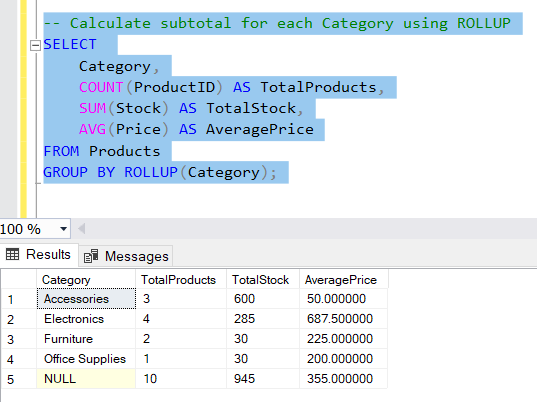 -- Calculate subtotal for each Category using ROLLUP
SELECT
Category,
COUNT(ProductID) AS TotalProducts,
SUM(Stock) AS TotalStock,
AVG(Price) AS AveragePrice
FROM Products
GROUP BY ROLLUP(Category);
100 %
Results Messages
Category TotalProducts TotalStock AveragePrice
1 Accessories 3 600 50.000000
2 Electronics 4 285 687.500000
3 Furniture 2 30 225.000000
4 Office Supplies 1 30 200.000000
5 NULL 10 945 355.000000